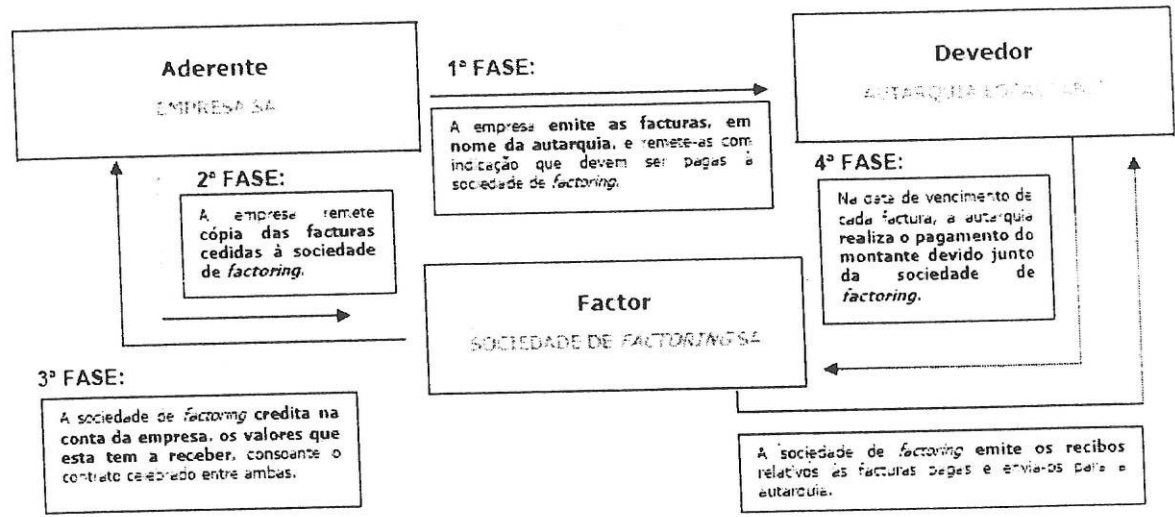 Aderente
EMPRESA SA
1ª FASE:
A empresa emite as facturas, em
nome da autarquia, e remete-as com
indicação que devem ser pagas à
sociedade de factoring.
Devedor
AUTARQUIA LOCAL
2ª FASE:
A empresa remete
cópia das facturas
cedidas à sociedade
de factoring.
4ª FASE:
Na data de vencimento de
cada factura, a autarquia
realiza o pagamento do
montante devido junto
da sociedade de
factoring.
Factor
SOCIEDADE DE FACTORING SA
3ª FASE:
A sociedade de factoring credita na
conta da empresa, os valores que
esta tem a receber, consoante o
contrato celebrado entre ambas.
A sociedade de factoring emite os recibos
relativos às facturas pagas e envia-os para a
autarquia.